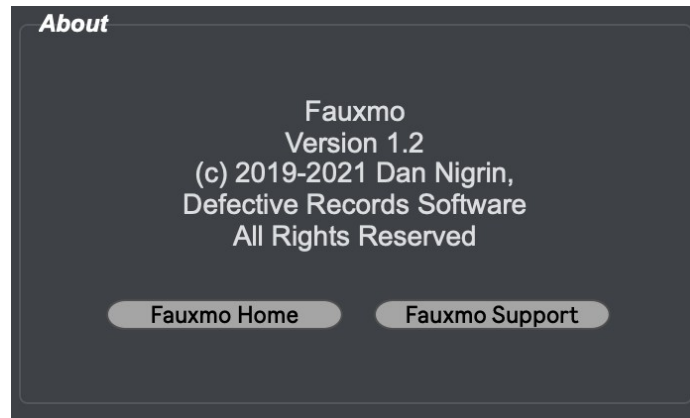 About
Fauxmo
Version 1.2
(c) 2019-2021 Dan Nigrin,
Defective Records Software
All Rights Reserved
Fauxmo Home
Fauxmo Support